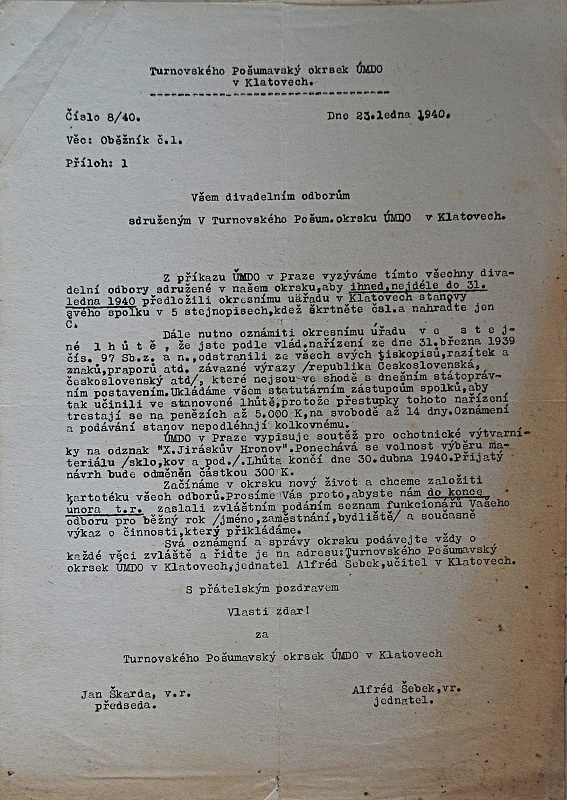 Turnovského Pošumavský okrsek ÚMDO
v Klatovech.
Číslo 8/40.
Dne 23.ledna 1940.
Věc: Oběžník č.1.
Příloh: 1
Všem divadelním odborům
sdruženým V Turnovského Pošum.okrsku ÚMDO v Klatovech.
Z příkazu ÚMDO v Praze vyzýváme tímto všechny diva-
delní odbory sdružené v našem okrsku,aby ihned,nejdéle do 31.
ledna 1940 předložili okresnímu uářadu v Klatovech stanovy
svého spolku v 5 stejnopisech,kdež škrtněte čsl.a nahraďte jen
Č.
Dále nutno oznámiti okresnímu úřadu v e s t e j-
n é l h ů t ě , že jste podle vlád.nařízení ze dne 31.března 1939
čís. 97 Sb.z. a n., odstranili ze všech svých tiskopisů,razítek a
znaků,praporů atd. závazné výrazy /republika Československá,
československý atd/, které nejsou ve shodě s dnešním státopráv-
ním postavením.Ukládáme všem statutárním zástupcům spolků,aby
tak učinili ve stanovené lhůtě,protože přestupky tohoto nařízení
trestají se na penězích až 5.000 K,na svobodě až 14 dny.Oznámení
a podávání stanov nepodléhají kolkovnému.
ÚMDO v Praze vypisuje soutěž pro ochotnické výtvarní-
ky na odznak "X.Jiráskův Hronov".Ponechává se volnost výběru ma-
teriálu /sklo,kov a pod./.Lhůta končí dne 30.dubna 1940.Přijatý
návrh bude odměněn částkou 300 K.
Začínáme v okrsku nový život a chceme založiti
kartotéku všech odborů.Prosíme Vás proto,abyste nám do konce
února t.r. zaslali zvláštním podáním seznam funkcionářů Vašeho
odboru pro běžný rok /jméno,zaměstnání,bydliště/ a současně
výkaz o činnosti,který přikládáme.
Svá oznámení a správy okrsku podávejte vždy o
každé věci zvláště a řiďte je na adresu:Turnovského Pošumavský
okrsek ÚMDO v Klatovech,jednatel Alfréd Šebek,učitel v Klatovech.
S přátelským pozdravem
Vlasti zdar!
za
Turnovského Pošumavský okrsek ÚMDO v Klatovech
Jan Škarda, v.r.
předseda.
Alfréd Šebek,vr.
jednatel.